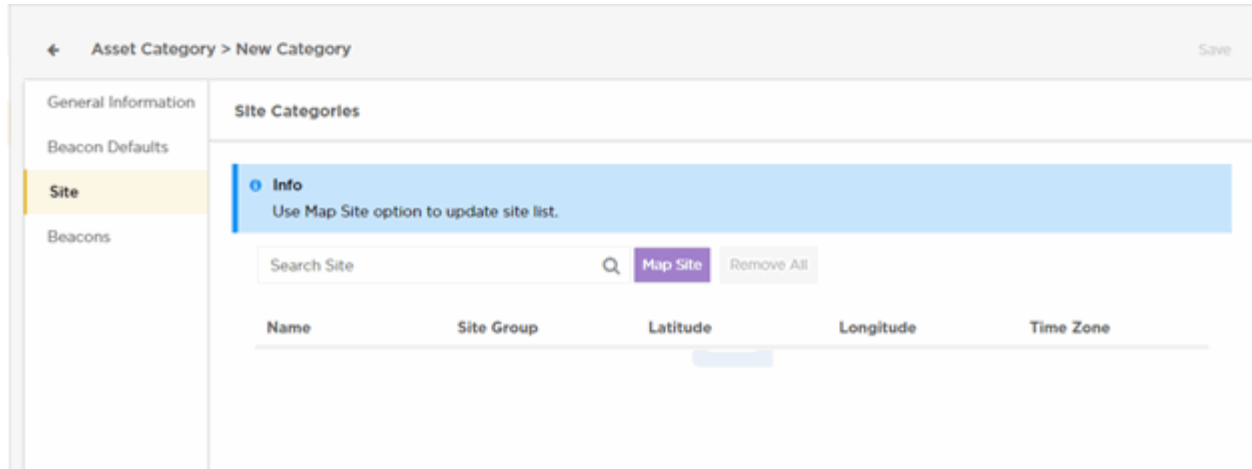 Asset Category > New Category
Save
General Information
Beacon Defaults
Site
Beacons
Site Categories
Info
Use Map Site option to update site list.
Search Site
Map Site
Remove All
Name Site Group Latitude Longitude Time Zone